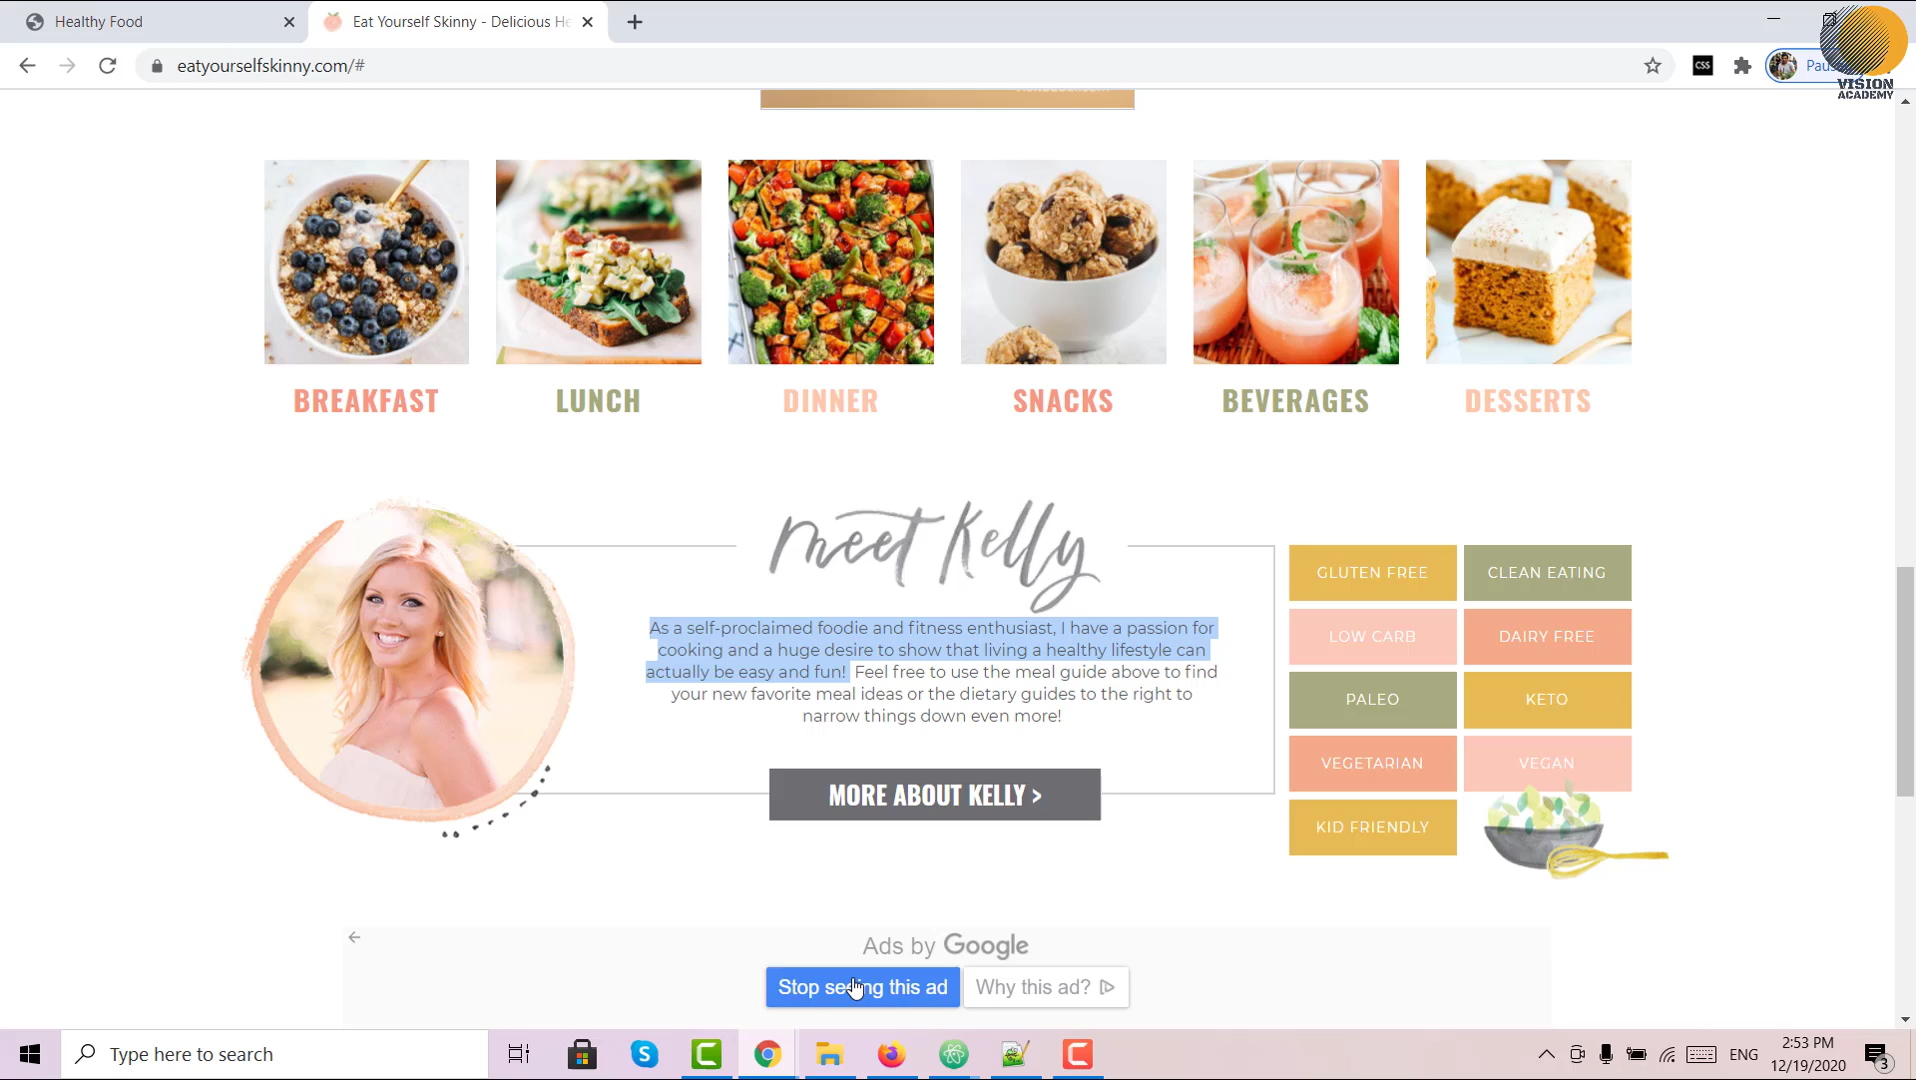 Healthy Food
Eat Yourself Skinny - Delicious He
eatyourselfskinny.com/#
CSS
VISION
ACADEMY
BREAKFAST
LUNCH
DINNER
SNACKS
BEVERAGES
DESSERTS
meet Kelly
As a self-proclaimed foodie and fitness enthusiast, I have a passion for
cooking and a huge desire to show that living a healthy lifestyle can
actually be easy and fun! Feel free to use the meal guide above to find
your new favorite meal ideas or the dietary guides to the right to
narrow things down even more!
MORE ABOUT KELLY >
GLUTEN FREE
CLEAN EATING
LOW CARB
DAIRY FREE
PALEO
KETO
VEGETARIAN
VEGAN
KID FRIENDLY
Ads by Google
Stop seeing this ad
Why this ad?
Type here to search
ENG
2:53 PM
12/19/2020
3